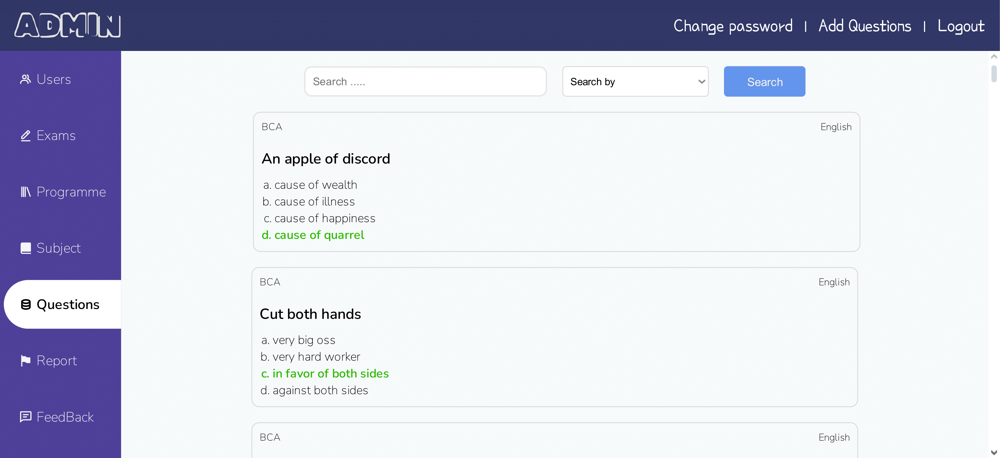 ADMIN
Change password | Add Questions | Logout
Users
Exams
Programme
Subject
Questions
Report
FeedBack
Search .....
Search by
Search
BCA English
An apple of discord
a. cause of wealth
b. cause of illness
c. cause of happiness
d. cause of quarrel
BCA English
Cut both hands
a. very big oss
b. very hard worker
c. in favor of both sides
d. against both sides
BCA English